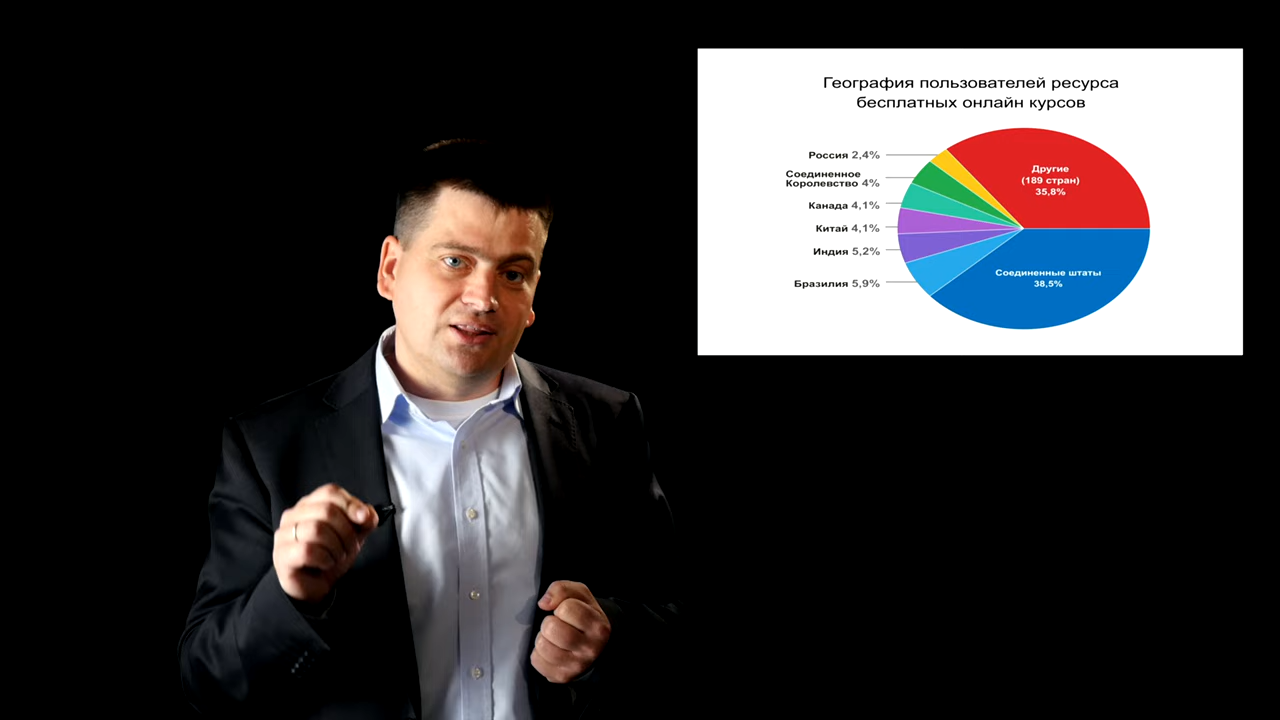 География пользователей ресурса
бесплатных онлайн курсов
Россия 2,4%
Соединенное
Королевство 4%
Канада 4,1%
Китай 4,1%
Индия 5,2%
Бразилия 5,9%
Другие
(189 стран)
35,8%
Соединенные штаты
38,5%